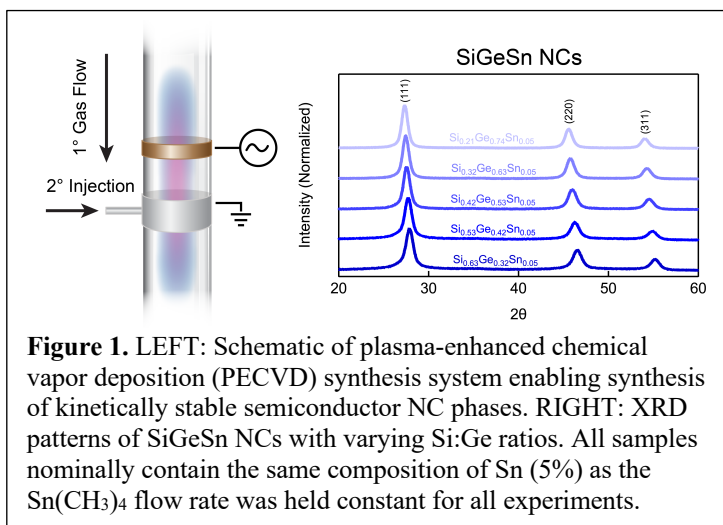 1° Gas Flow
2° Injection
SiGeSn NCs
Intensity (Normalized)
(111)
(220)
(311)
Si0.21Ge0.74Sn0.05
Si0.32Ge0.63Sn0.05
Si0.42Ge0.53Sn0.05
Si0.53Ge0.42Sn0.05
Si0.63Ge0.32Sn0.05
20 30 40 50 60
2θ
Figure 1. LEFT: Schematic of plasma-enhanced chemical
vapor deposition (PECVD) synthesis system enabling synthesis
of kinetically stable semiconductor NC phases. RIGHT: XRD
patterns of SiGeSn NCs with varying Si:Ge ratios. All samples
nominally contain the same composition of Sn (5%) as the
Sn(CH3)4 flow rate was held constant for all experiments.